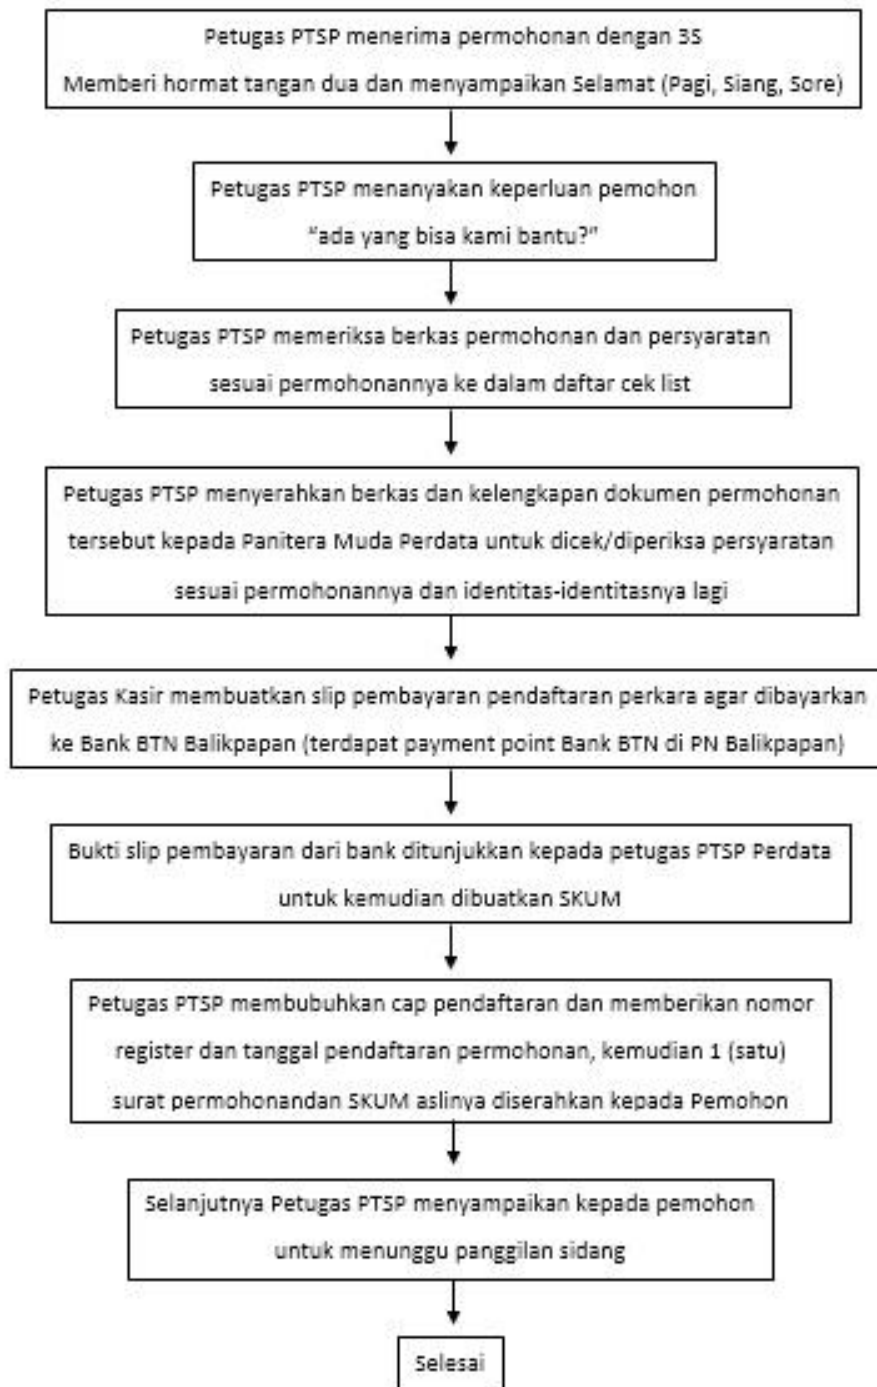 Petugas PTSP menerima permohonan dengan 3S
Memberi hormat tangan dua dan menyampaikan Selamat (Pagi, Siang, Sore)
Petugas PTSP menanyakan keperluan pemohon
"ada yang bisa kami bantu?"
Petugas PTSP memeriksa berkas permohonan dan persyaratan
sesuai permohonannya ke dalam daftar cek list
Petugas PTSP menyerahkan berkas dan kelengkapan dokumen permohonan
tersebut kepada Panitera Muda Perdata untuk dicek/diperiksa persyaratan
sesuai permohonannya dan identitas-identitasnya lagi
Petugas Kasir membuatkan slip pembayaran pendaftaran perkara agar dibayarkan
ke Bank BTN Balikpapan (terdapat payment point Bank BTN di PN Balikpapan)
Bukti slip pembayaran dari bank ditunjukkan kepada petugas PTSP Perdata
untuk kemudian dibuatkan SKUM
Petugas PTSP membubuhkan cap pendaftaran dan memberikan nomor
register dan tanggal pendaftaran permohonan, kemudian 1 (satu)
surat permohonandan SKUM aslinya diserahkan kepada Pemohon
Selanjutnya Petugas PTSP menyampaikan kepada pemohon
untuk menunggu panggilan sidang
Selesai